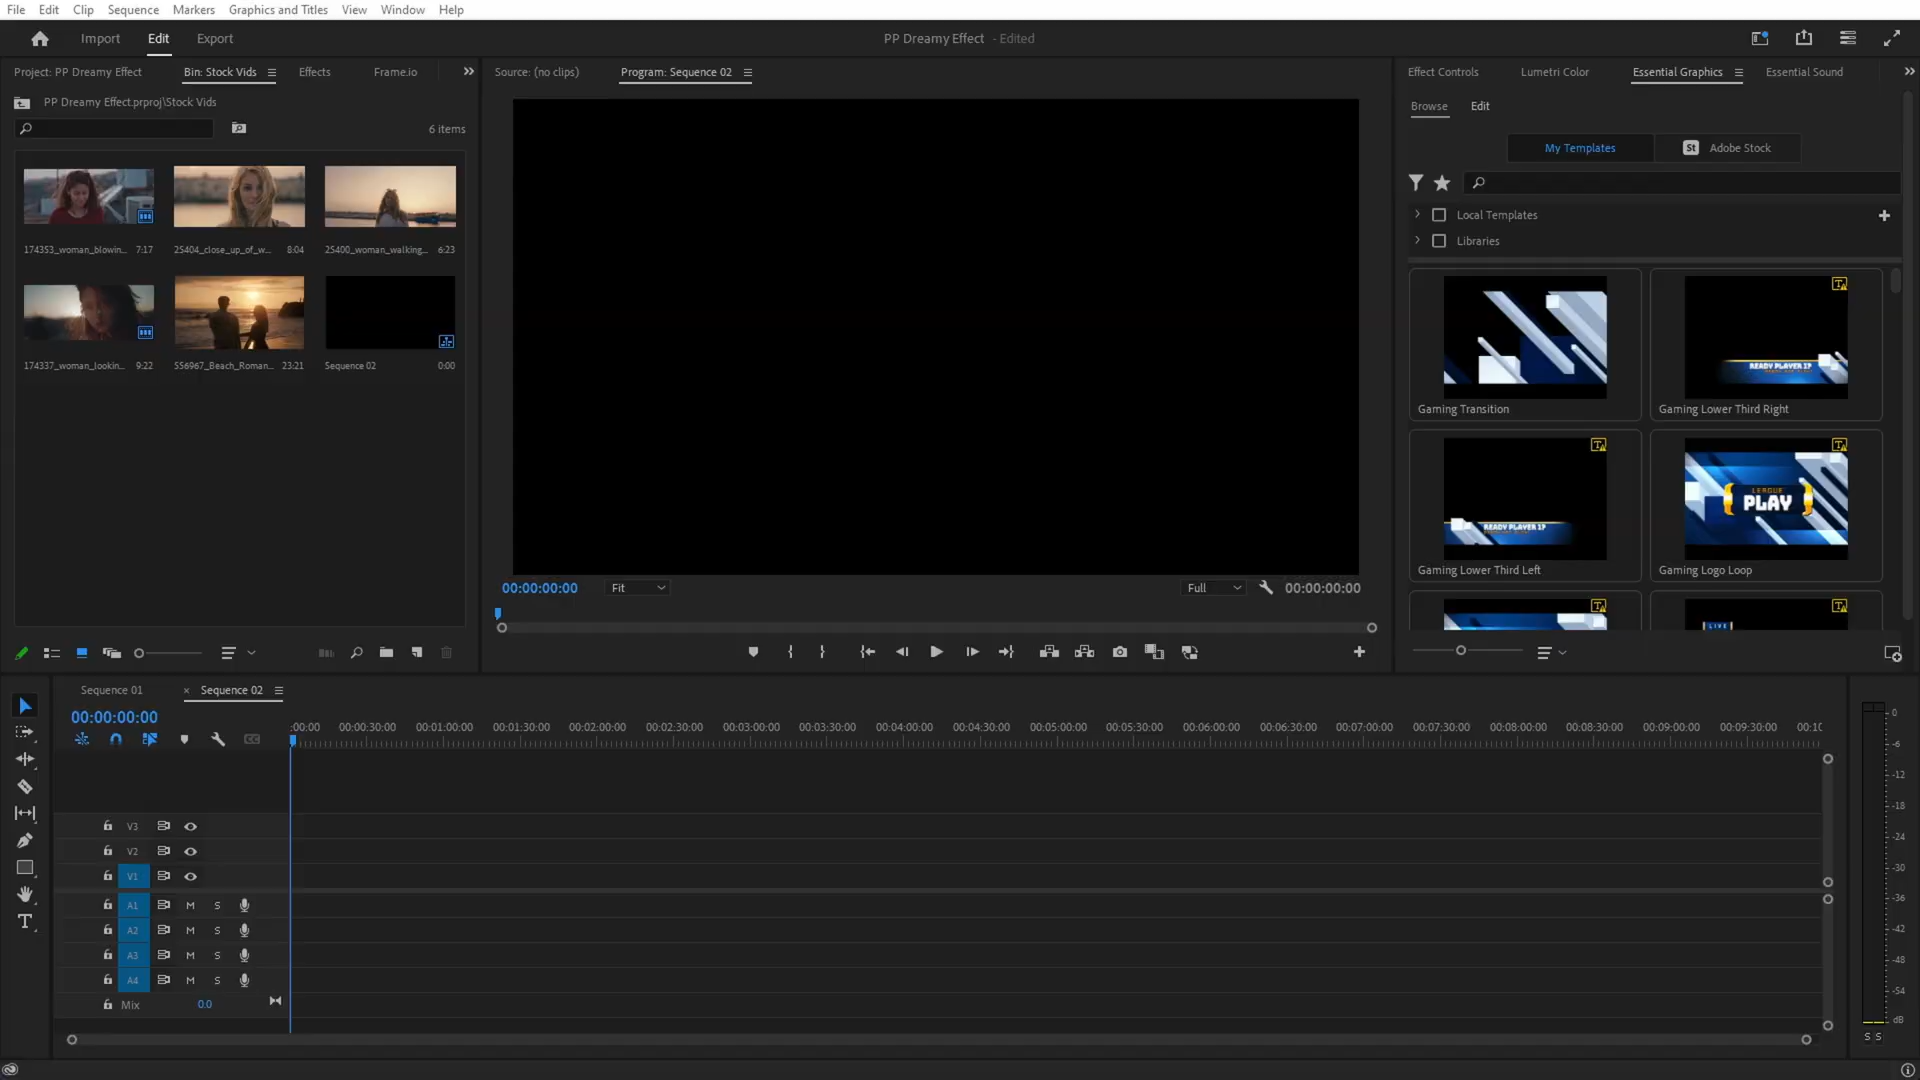 File Edit Clip Sequence Markers Graphics and Titles View Window Help
Import Edit Export
PP Dreamy Effect - Edited
Project: PP Dreamy Effect Bin: Stock Vids Effects Frame.io
Source: (no clips) Program: Sequence 02
Effect Controls Lumetri Color Essential Graphics Essential Sound
PP Dreamy Effect.prproj\Stock Vids
6 items
Browse Edit
My Templates St Adobe Stock
Local Templates
Libraries
174353_woman_blowin... 7:17
25404_close_up_of_w... 8:04
25400_woman_walking... 6:23
174337_woman_lookin... 9:22
556967_Beach_Roman... 23:21
Sequence 02 0:00
READY PLAYER 1?
Gaming Transition
Gaming Lower Third Right
READY PLAYER 1?
LEAGUE
PLAY
Gaming Lower Third Left
Gaming Logo Loop
LIVE
00:00:00:00 Fit Full 00:00:00:00
Sequence 01 × Sequence 02
00:00:00:00
:00:00 00:00:30:00 00:01:00:00 00:01:30:00 00:02:00:00 00:02:30:00 00:03:00:00 00:03:30:00 00:04:00:00 00:04:30:00 00:05:00:00 00:05:30:00 00:06:00:00 00:06:30:00 00:07:00:00 00:07:30:00 00:08:00:00 00:08:30:00 00:09:00:00 00:09:30:00 00:10
V3
V2
V1
A1 M S
A2 M S
A3 M S
A4 M S
Mix 0.0
T
0
-6
-12
-18
-24
-30
-36
-42
-48
-54
dB
S S